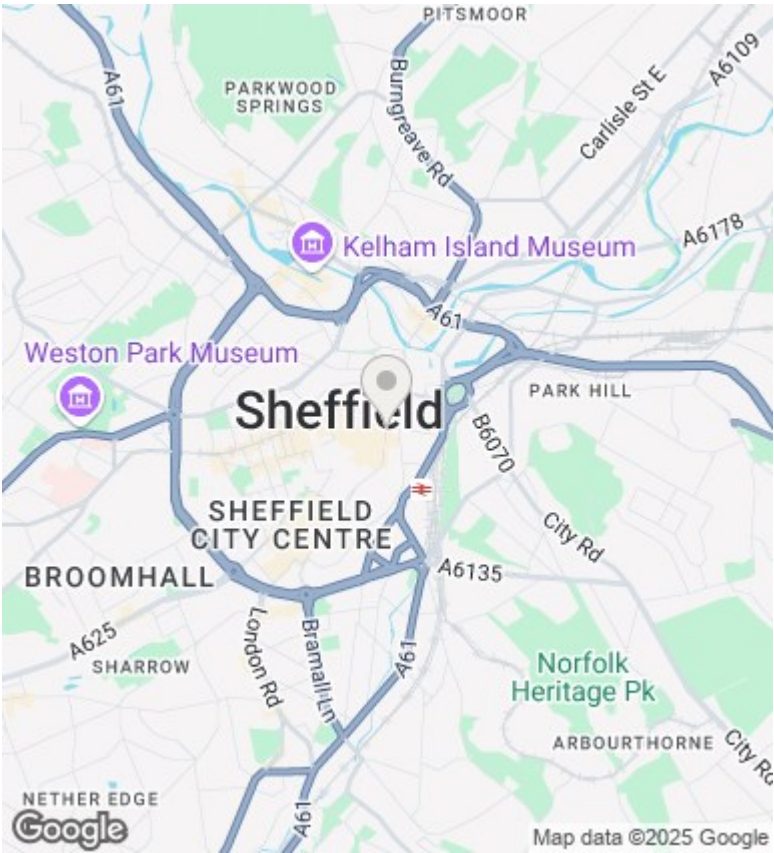 PITSMOOR
A61
PARKWOOD
SPRINGS
Burngreave Rd
Carlisle St E
A6109
A6178
Kelham Island Museum
A61
Weston Park Museum
Sheffield
PARK HILL
B6070
SHEFFIELD
CITY CENTRE
City Rd
BROOMHALL
A6135
A625
London Rd
Bramall Ln
SHARROW
A61
Norfolk
Heritage Pk
ARBOURTHORNE
City Rd
NETHER EDGE
A61
Google
Map data ©2025 Google